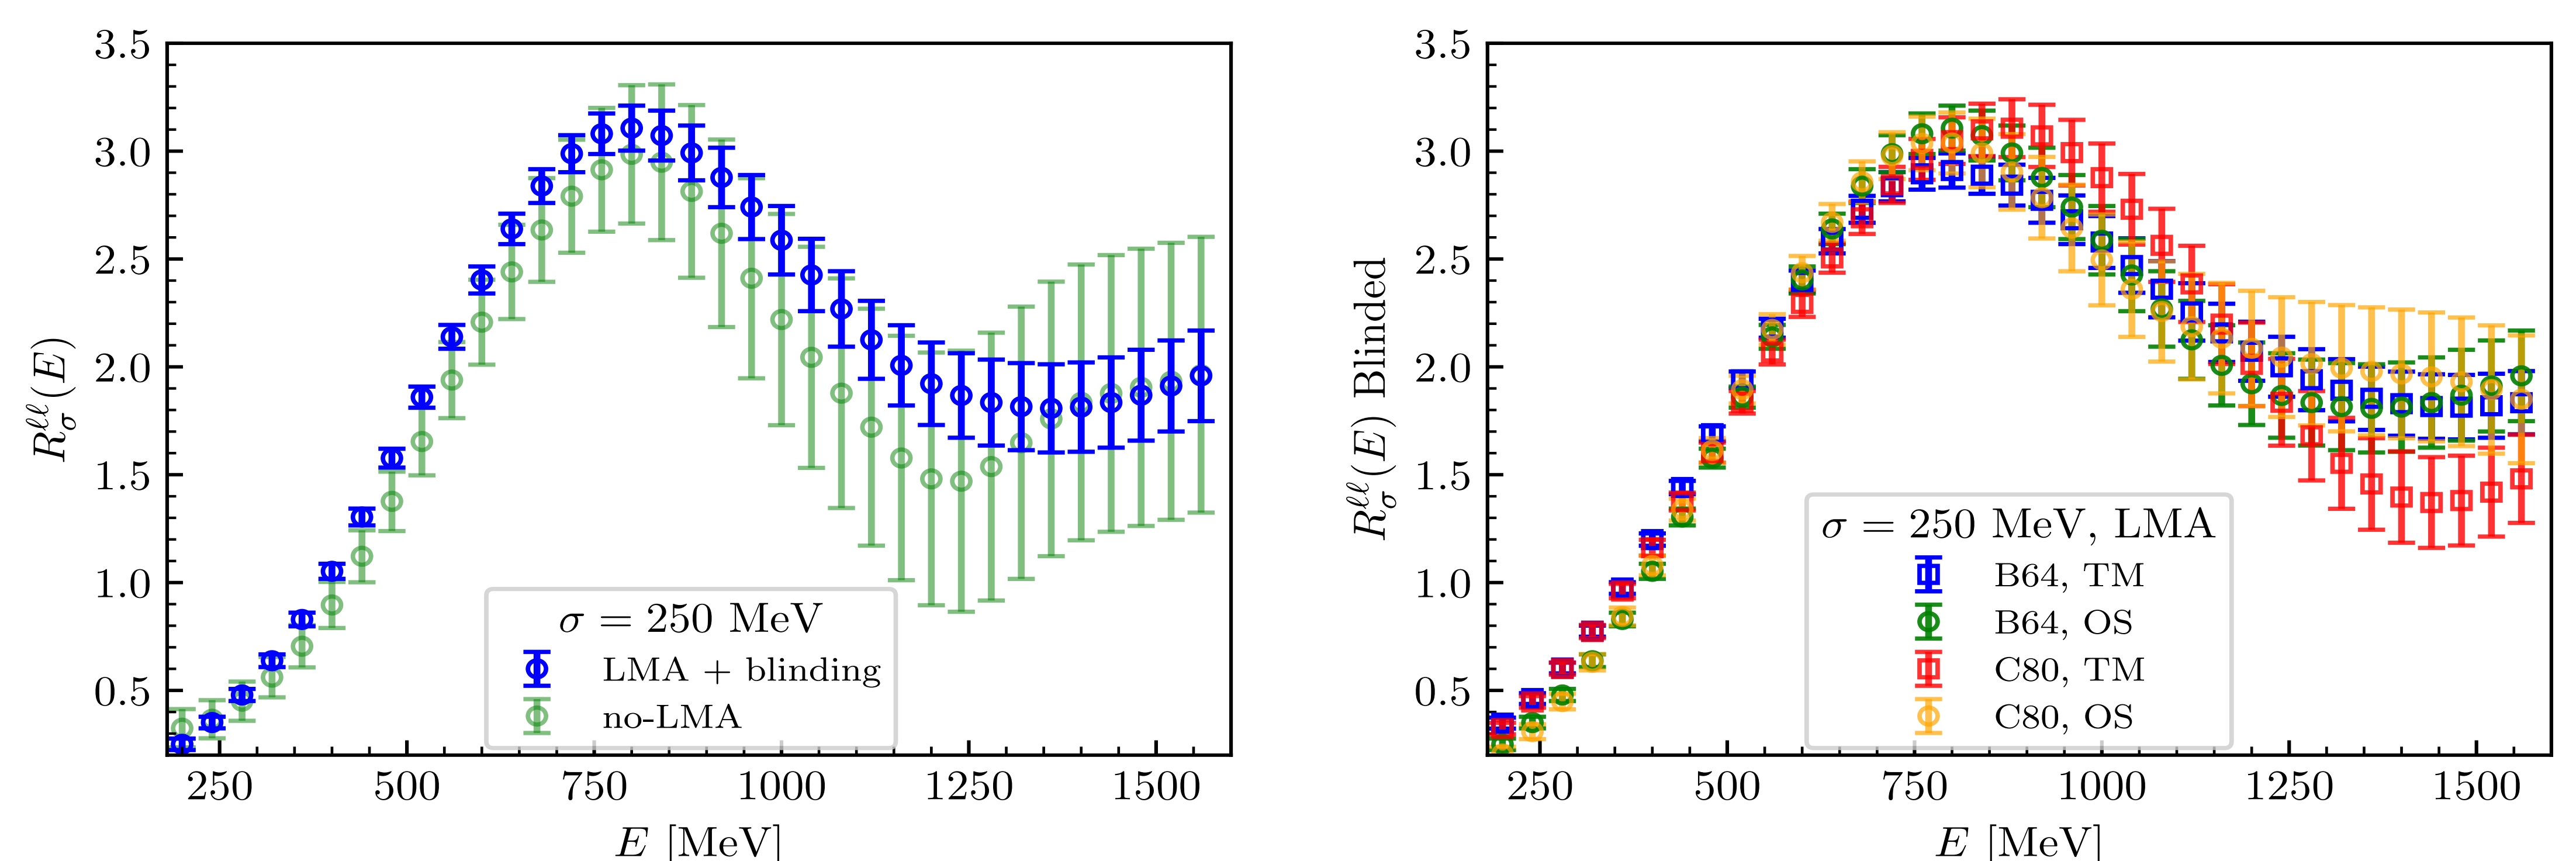 3.5
3.0
2.5
2.0
1.5
1.0
0.5
R_σ^{ℓℓ}(E)
σ = 250 MeV
LMA + blinding
no-LMA
250 500 750 1000 1250 1500
E [MeV]
3.5
3.0
2.5
2.0
1.5
1.0
0.5
R_σ^{ℓℓ}(E) Blinded
σ = 250 MeV, LMA
B64, TM
B64, OS
C80, TM
C80, OS
250 500 750 1000 1250 1500
E [MeV]